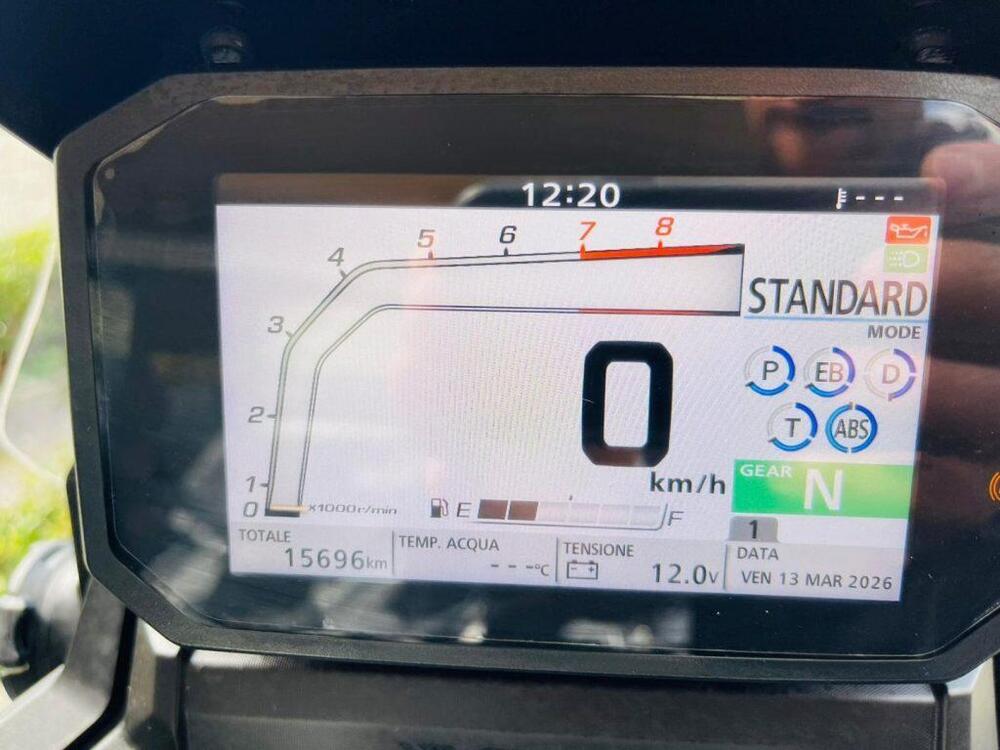 12:20
---
4 5 6 7 8
3
2
1
0 x1000r/min
STANDARD
MODE
P EB D
T ABS
0
km/h
GEAR N
E F
1
TOTALE
15696km
TEMP. ACQUA
---°C
TENSIONE
12.0v
DATA
VEN 13 MAR 2026